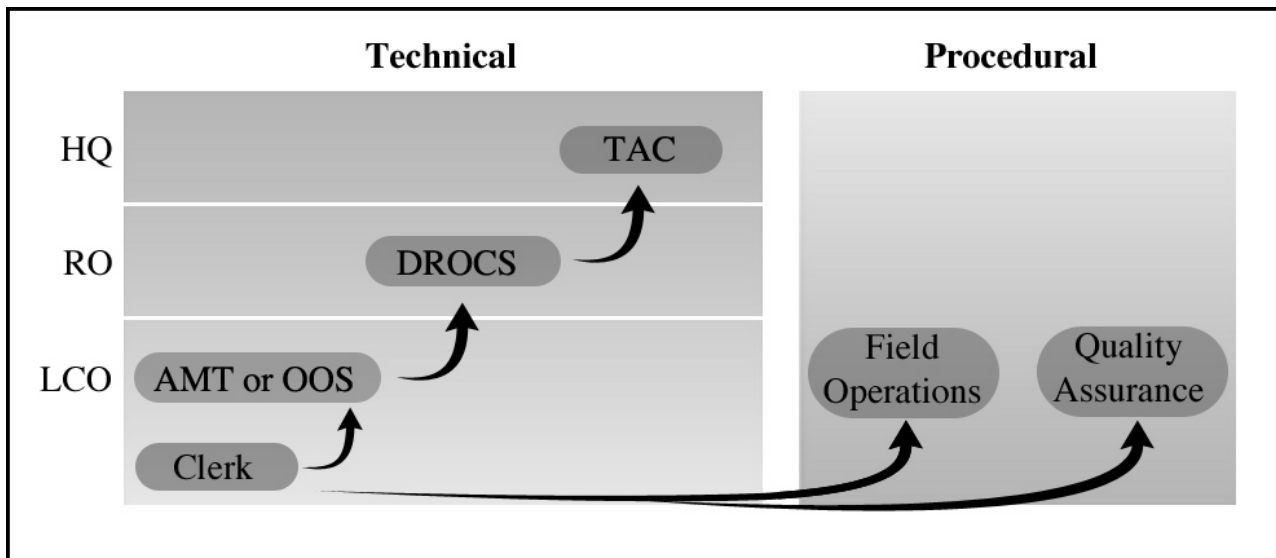 Technical
Procedural
HQ
TAC
RO
DROCS
LCO
AMT or OOS
Field
Operations
Quality
Assurance
Clerk